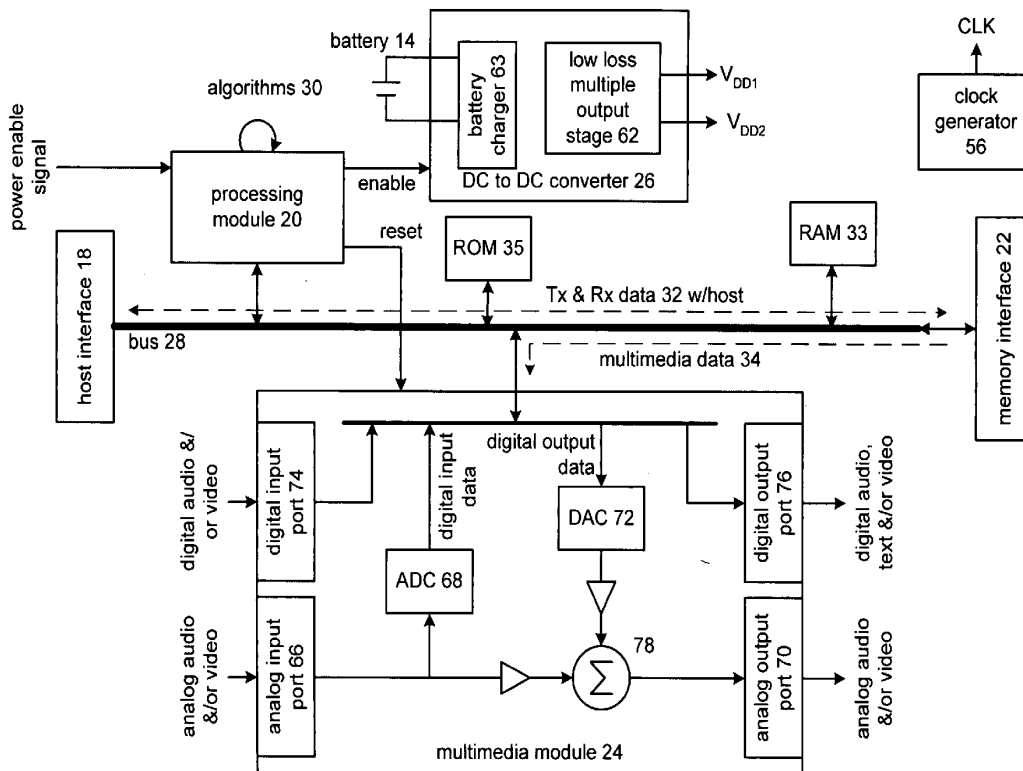 battery 14
algorithms 30
power enable
signal
processing
module 20
enable
reset
battery
charger 63
low loss
multiple
output
stage 62
DC to DC converter 26
VDD1
VDD2
CLK
clock
generator
56
ROM 35
RAM 33
host interface 18
memory interface 22
Tx & Rx data 32 w/host
bus 28
multimedia data 34
digital audio &/
or video
digital input
port 74
digital input
data
digital output
data
DAC 72
ADC 68
digital output
port 76
digital audio,
text &/or video
analog audio
&/or video
analog input
port 66
Σ
78
analog output
port 70
analog audio
&/or video
multimedia module 24